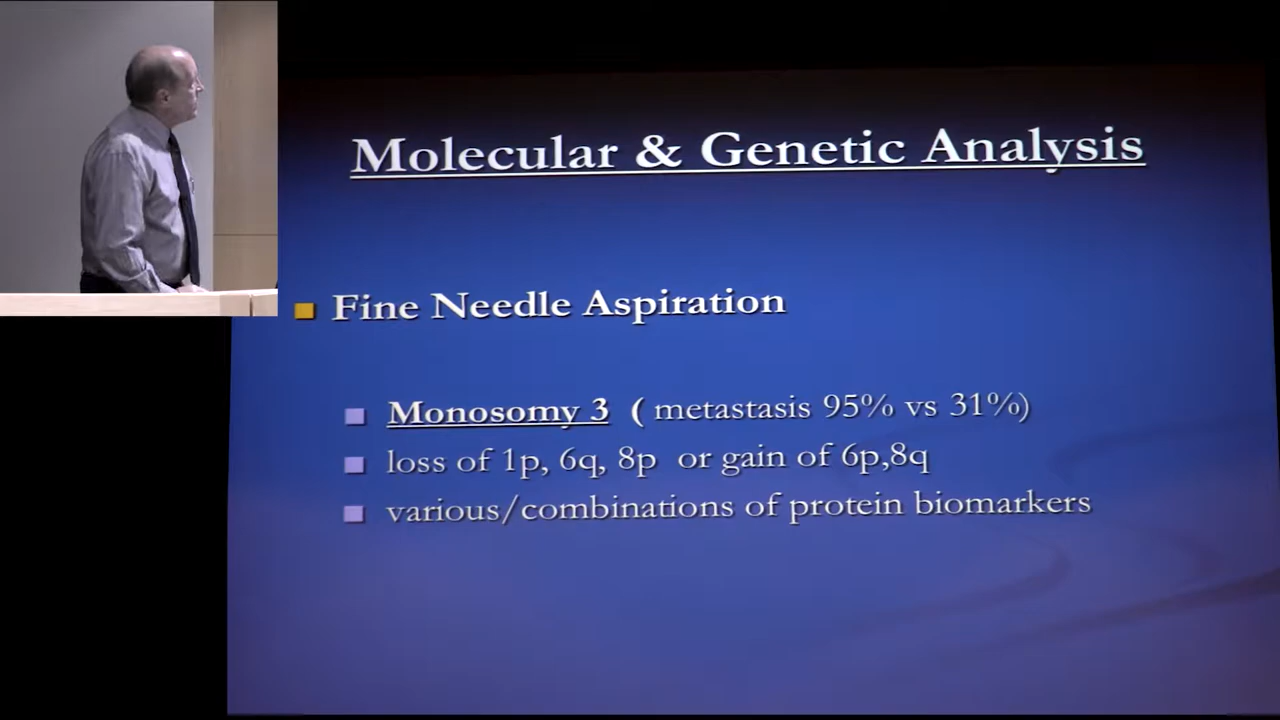 Molecular & Genetic Analysis
Fine Needle Aspiration
Monosomy 3 ( metastasis 95% vs 31%)
loss of 1p, 6q, 8p or gain of 6p,8q
various/combinations of protein biomarkers